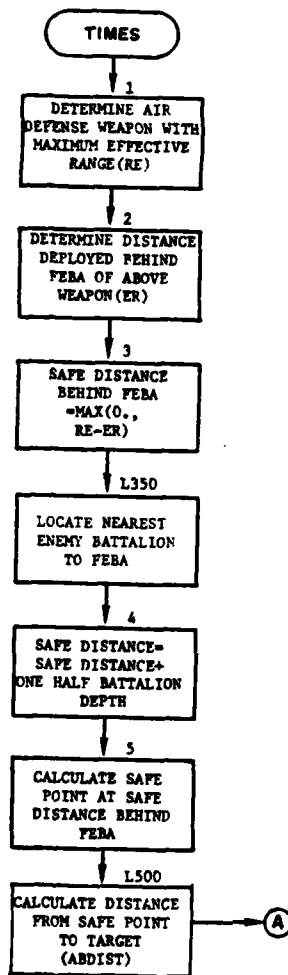 TIMES
1
DETERMINE AIR
DEFENSE WEAPON WITH
MAXIMUM EFFECTIVE
RANGE(RE)
2
DETERMINE DISTANCE
DEPLOYED BEHIND
FEBA OF ABOVE
WEAPON(ER)
3
SAFE DISTANCE
BEHIND FEBA
=MAX(0.,
RE-ER)
L350
LOCATE NEAREST
ENEMY BATTALION
TO FEBA
4
SAFE DISTANCE=
SAFE DISTANCE+
ONE HALF BATTALION
DEPTH
5
CALCULATE SAFE
POINT AT SAFE
DISTANCE BEHIND
FEBA
L500
CALCULATE DISTANCE
FROM SAFE POINT
TO TARGET
(ABDIST)
A